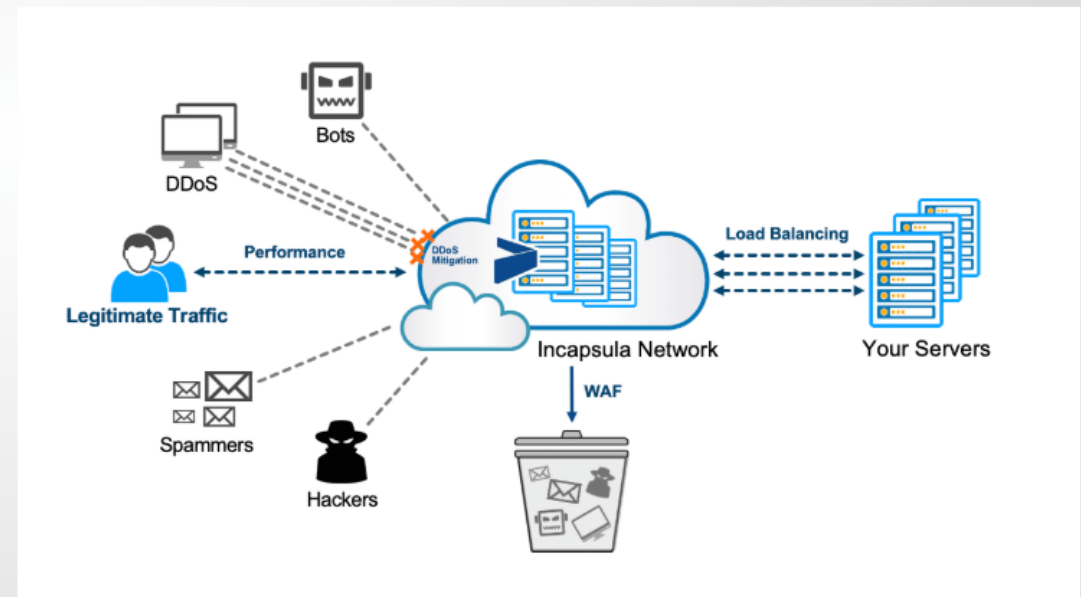 Bots
DDoS
DDoS
Mitigation
Performance
Load Balancing
Legitimate Traffic
Incapsula Network
Your Servers
WAF
Spammers
Hackers